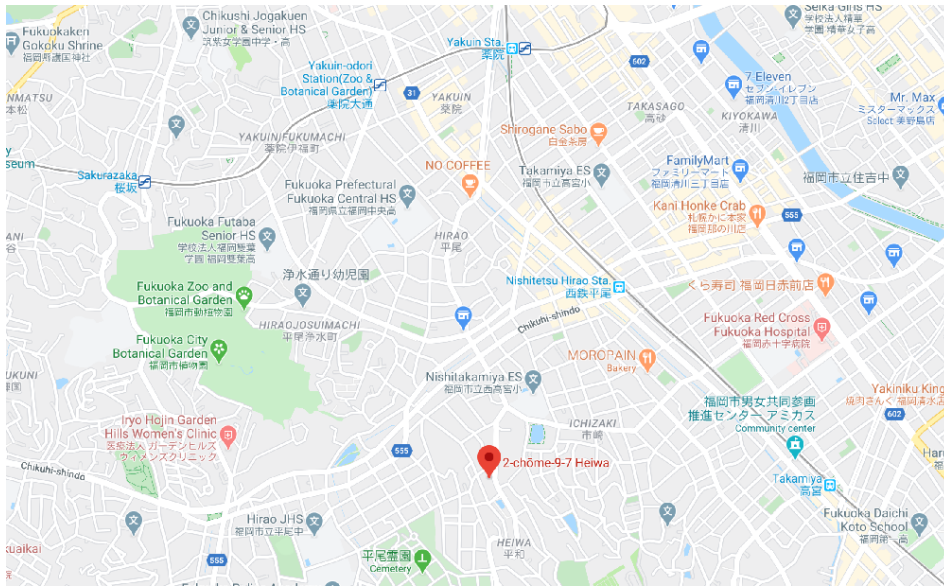 Fukuokaken
Gokoku Shrine
福岡縣護国神社
Chikushi Jogakuen
Junior & Senior HS
筑紫女学園中学・高
Yakuin Sta.
薬院
Seika Girls HS
学校法人精華
学園 精華女子高
602
Yakuin-odori
Station(Zoo &
Botanical Garden)
薬院大通
31
7 Eleven
セブン-イレブン
福岡清川2丁目店
YAKUIN
薬院
TAKASAGO
高砂
KIYOKAWA
清川
Mr. Max
ミスターマックス
Select 美野島店
YAKUINFUKUMACHI
薬院伊福町
Shirogane Sabo
白金茶房
NO COFFEE
Takamiya ES
福岡市立高宮小
FamilyMart
ファミリーマート
福岡清川三丁目店
福岡市立住吉中
Sakurazaka
桜坂
Fukuoka Prefectural
Fukuoka Central HS
福岡県立福岡中央高
Kani Honke Crab
札幌かに本家
福岡那の川店
555
Fukuoka Futaba
Senior HS
学校法人福岡雙葉
学園 福岡雙葉高
HIRAO
平尾
浄水通り幼児園
Nishitetsu Hirao Sta.
西鉄平尾
くら寿司 福岡日赤前店
Fukuoka Zoo and
Botanical Garden
福岡市動植物園
HIRAOJOSUIMACHI
平尾浄水町
Chikuhi-shindo
Fukuoka Red Cross
Fukuoka Hospital
福岡赤十字病院
Fukuoka City
Botanical Garden
福岡市植物園
MOROPAIN
Bakery
Nishitakamiya ES
福岡市立西高宮小
Yakiniku King
焼肉きんぐ 福岡清水店
602
福岡市男女共同参画
推進センター アミカス
Community center
Iryo Hojin Garden
Hills Women's Clinic
医療法人 ガーデンヒルズ
ウィメンズクリニック
ICHIZAKI
市崎
555
2-chōme-9-7 Heiwa
Chikuhi-shindo
Takamiya
高宮
Hirao JHS
福岡市立平尾中
Fukuoka Daichi
Koto School
HEIWA
平和
平尾霊園
Cemetery
555